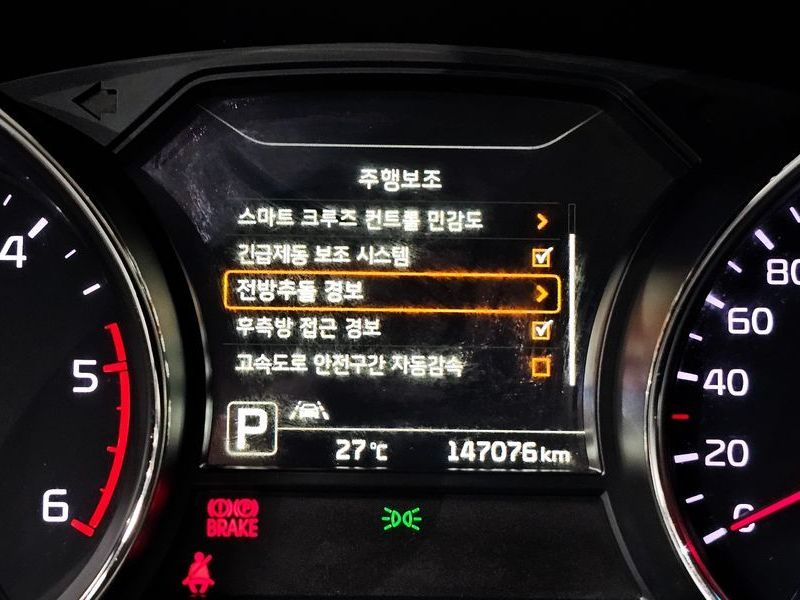 주행보조
스마트 크루즈 컨트롤 민감도
긴급제동 보조 시스템
전방추돌 경보
후측방 접근 경보
고속도로 안전구간 자동감속
P
27℃ 147076km
BRAKE
4
5
6
80
60
40
20
0